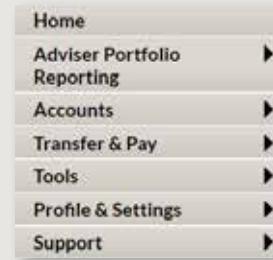 Home
Adviser Portfolio
Reporting
Accounts
Transfer & Pay
Tools
Profile & Settings
Support